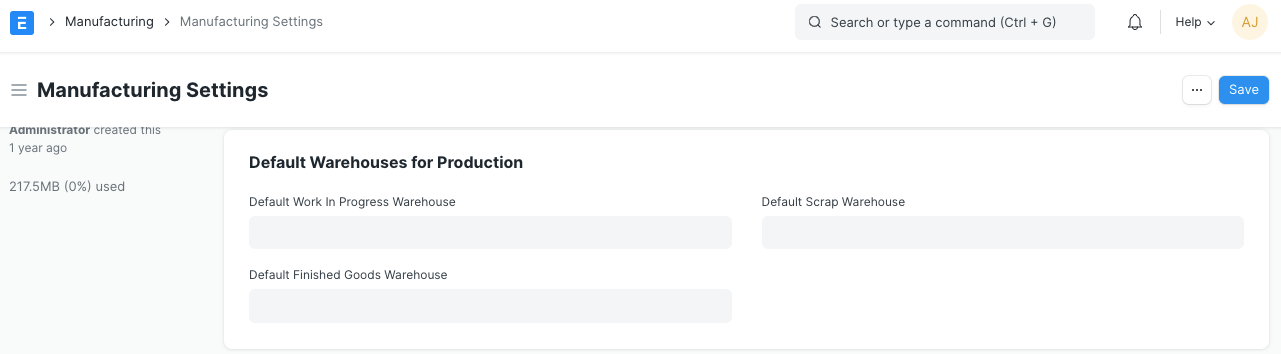 E
Manufacturing
Manufacturing Settings
Search or type a command (Ctrl + G)
Help
AJ
Manufacturing Settings
...
Save
Administrator created this
1 year ago
217.5MB (0%) used
Default Warehouses for Production
Default Work In Progress Warehouse
Default Scrap Warehouse
Default Finished Goods Warehouse